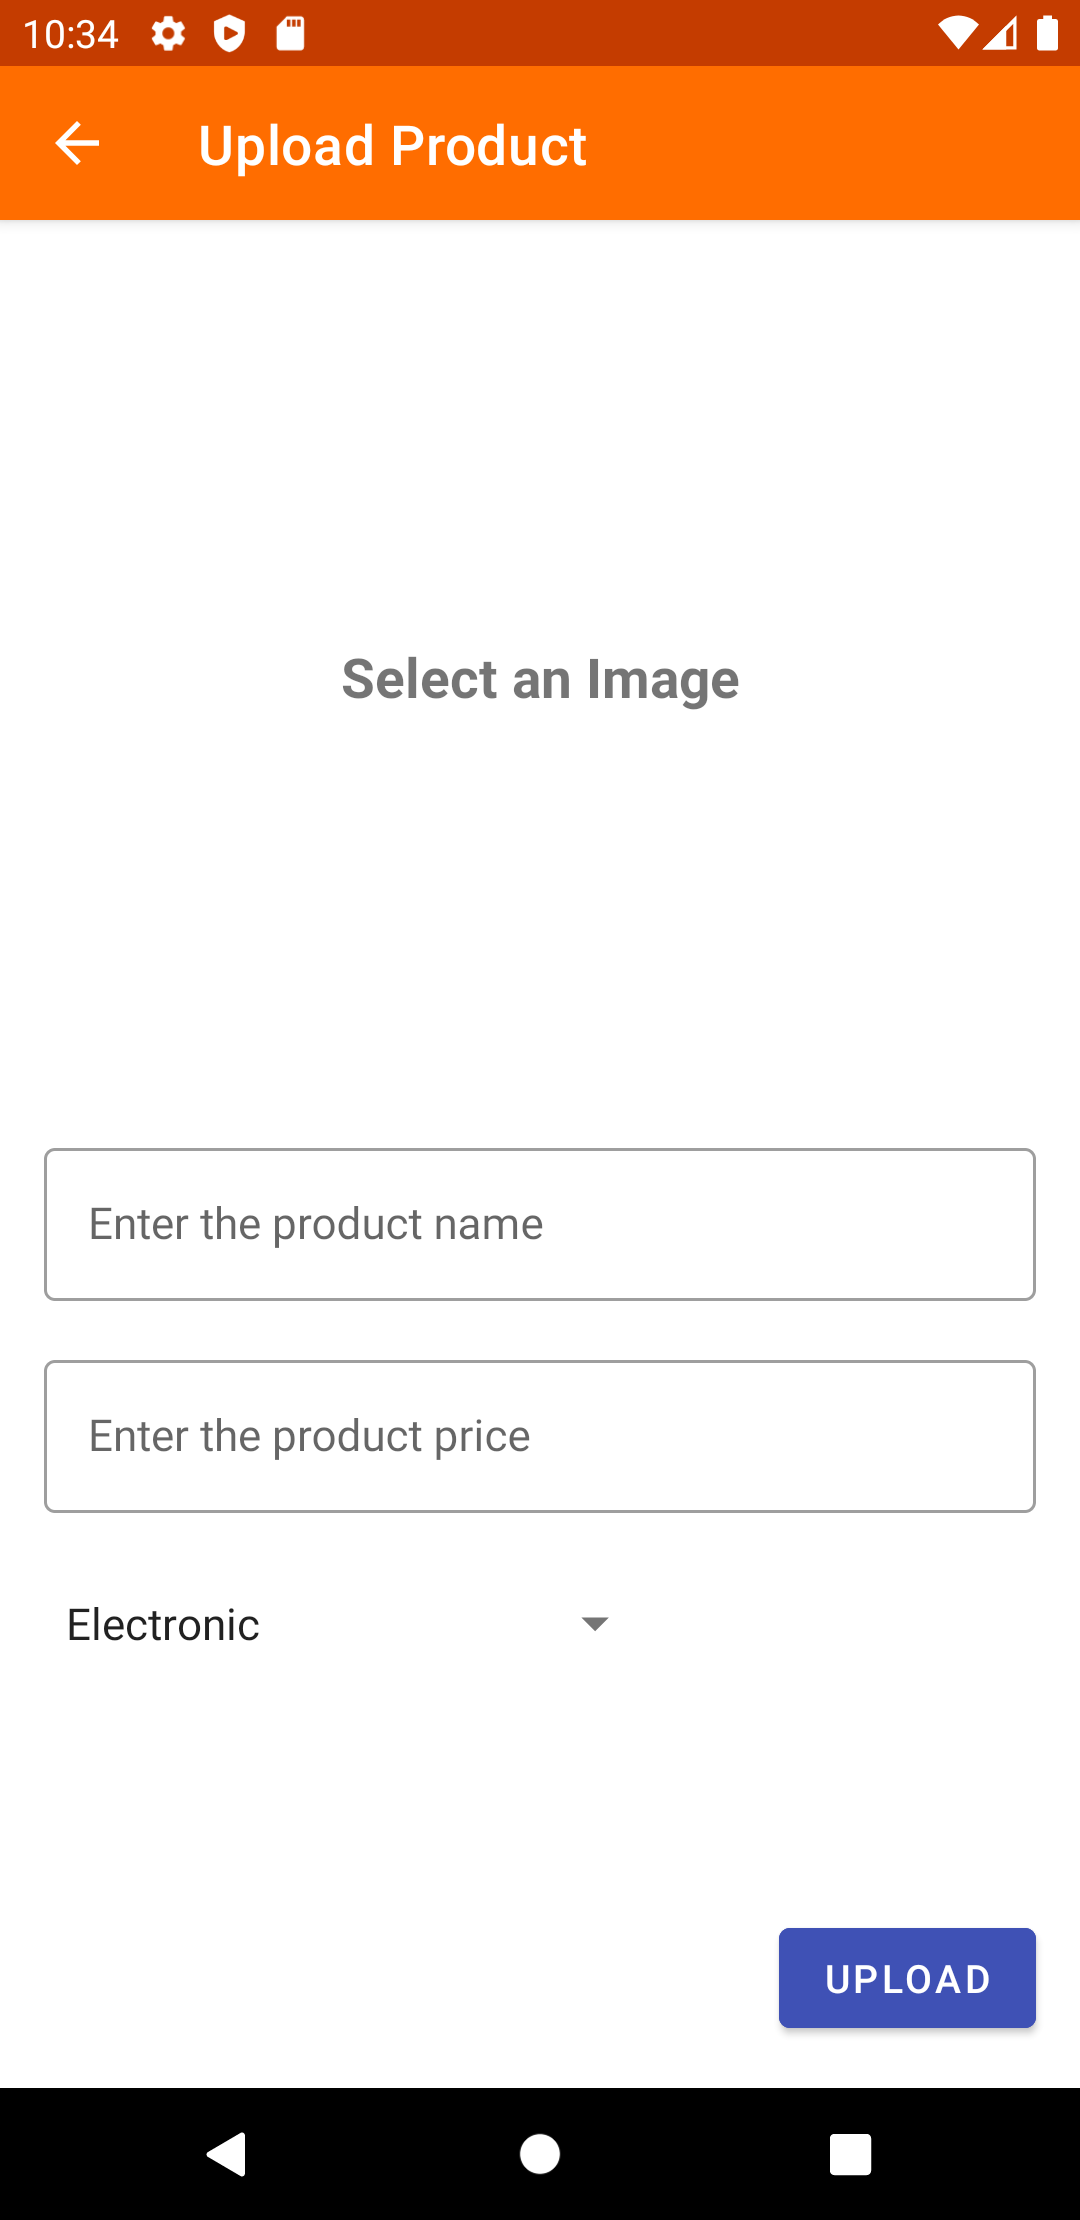 10:34
Upload Product
Select an Image
Enter the product name
Enter the product price
Electronic
UPLOAD